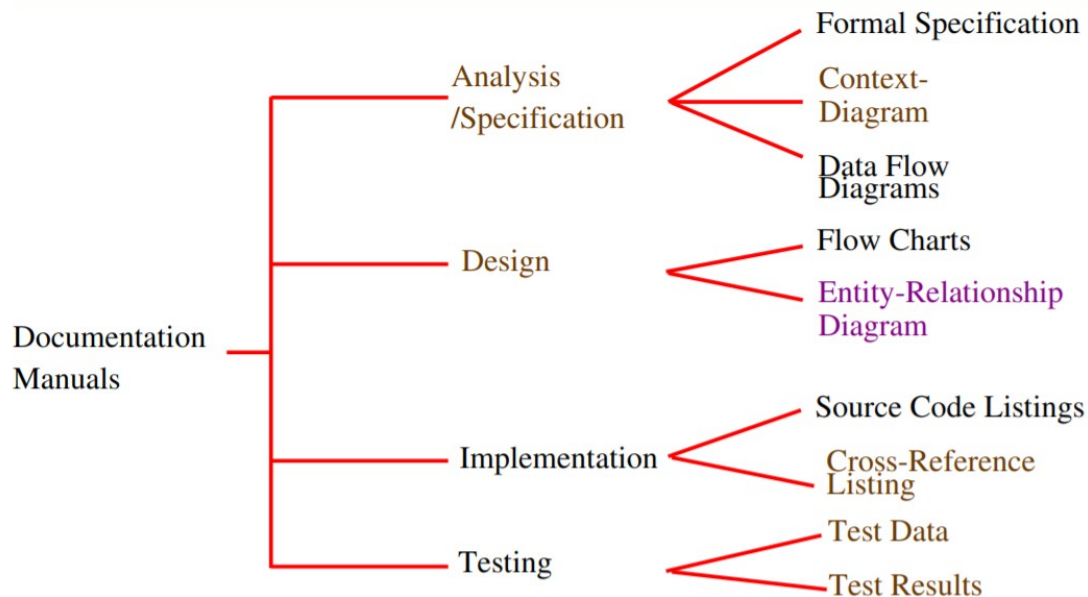 Formal Specification
Analysis
/Specification
Context-
Diagram
Data Flow
Diagrams
Design
Flow Charts
Entity-Relationship
Diagram
Documentation
Manuals
Implementation
Source Code Listings
Cross-Reference
Listing
Testing
Test Data
Test Results